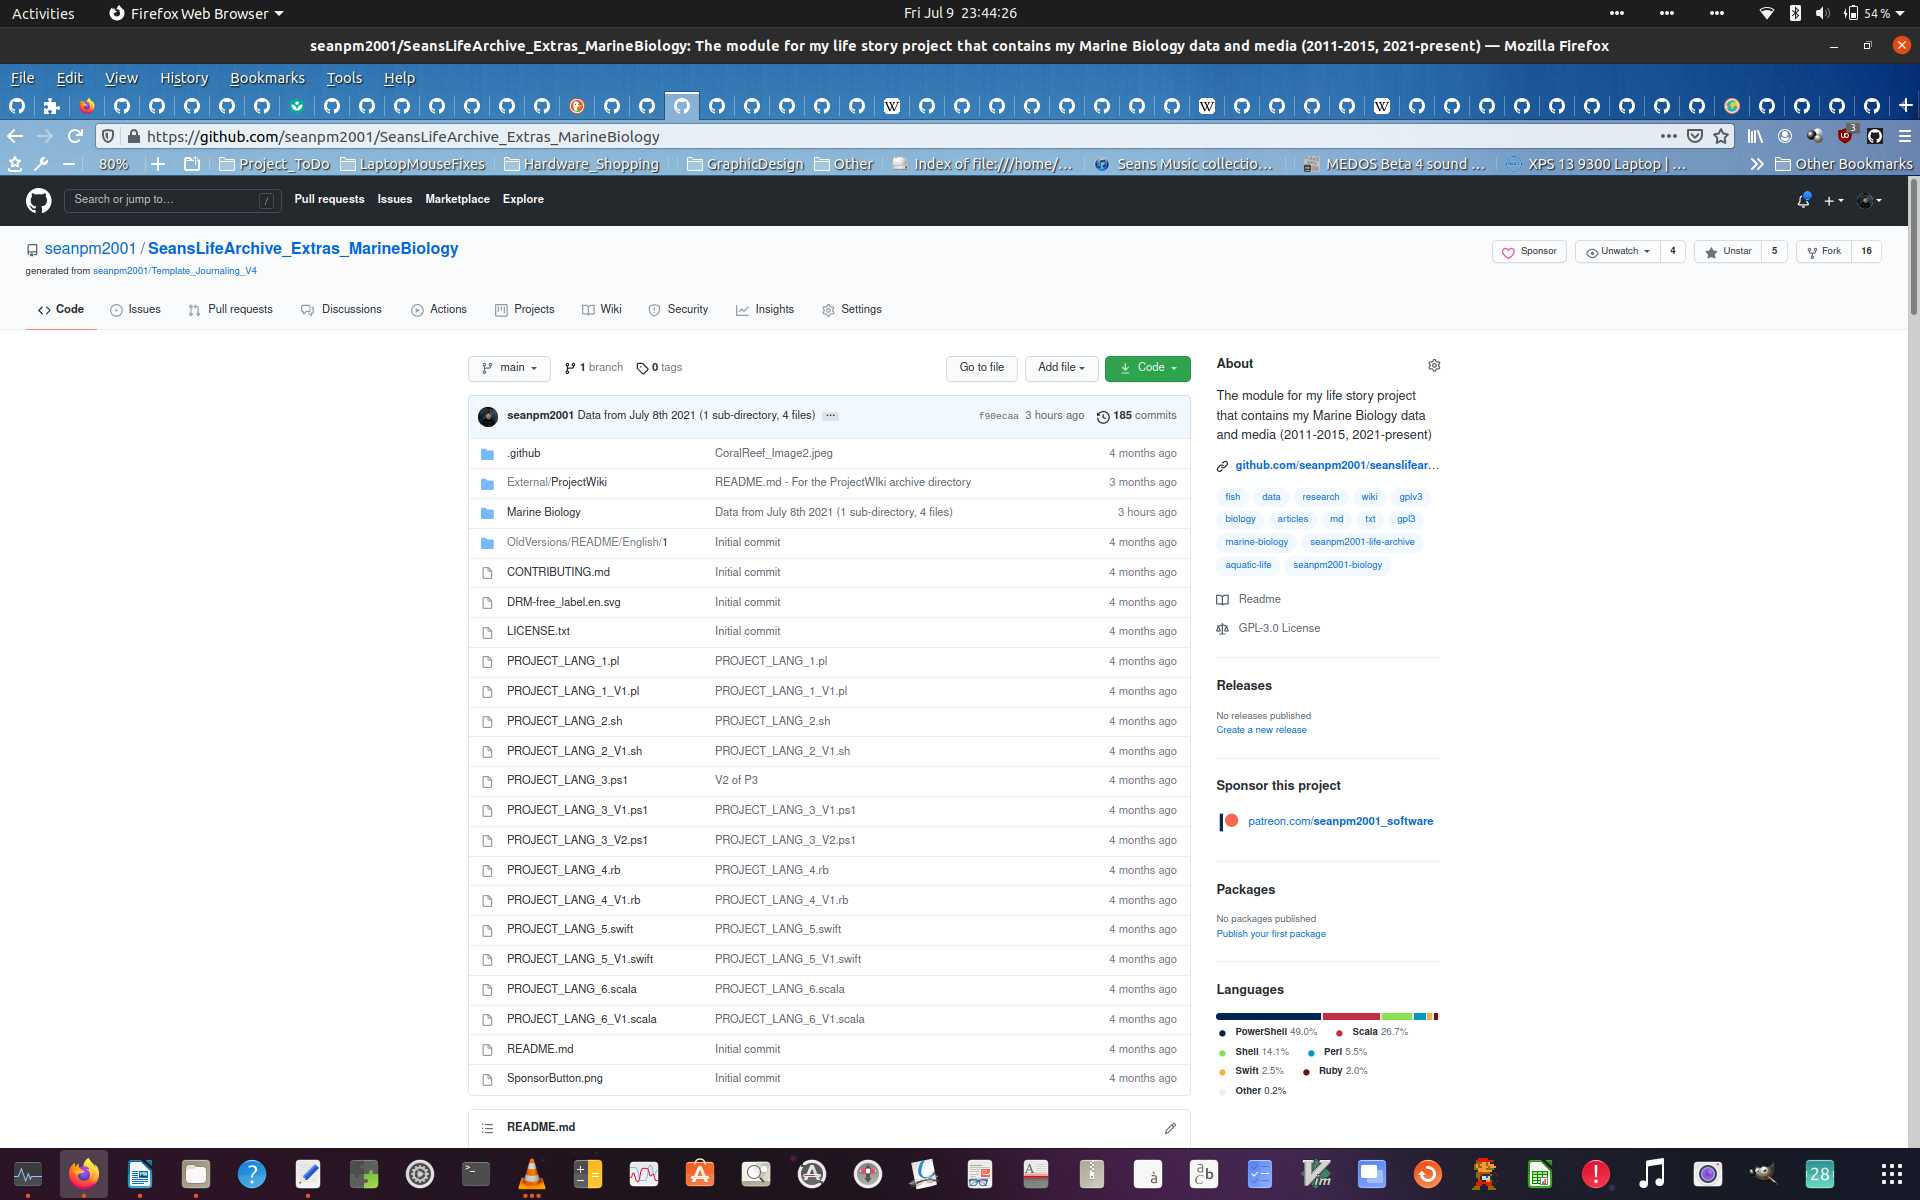 Activities Firefox Web Browser Fri Jul 9 23:44:26 54 %
seanpm2001/SeansLifeArchive_Extras_MarineBiology: The module for my life story project that contains my Marine Biology data and media (2011-2015, 2021-present) — Mozilla Firefox
File Edit View History Bookmarks Tools Help
https://github.com/seanpm2001/SeansLifeArchive_Extras_MarineBiology 3
80% Project_ToDo LaptopMouseFixes Hardware_Shopping GraphicDesign Other Index of file:///home/… Seans Music collectio… MEDOS Beta 4 sound … XPS 13 9300 Laptop | … Other Bookmarks
Search or jump to… / Pull requests Issues Marketplace Explore
seanpm2001 / SeansLifeArchive_Extras_MarineBiology Sponsor Unwatch 4 Unstar 5 Fork 16
generated from seanpm2001/Template_Journaling_V4
Code Issues Pull requests Discussions Actions Projects Wiki Security Insights Settings
main 1 branch 0 tags Go to file Add file Code
seanpm2001 Data from July 8th 2021 (1 sub-directory, 4 files) ... f90ecaa 3 hours ago 185 commits
.github CoralReef_Image2.jpeg 4 months ago
External/ProjectWiki README.md - For the ProjectWIki archive directory 3 months ago
Marine Biology Data from July 8th 2021 (1 sub-directory, 4 files) 3 hours ago
OldVersions/README/English/1 Initial commit 4 months ago
CONTRIBUTING.md Initial commit 4 months ago
DRM-free_label.en.svg Initial commit 4 months ago
LICENSE.txt Initial commit 4 months ago
PROJECT_LANG_1.pl PROJECT_LANG_1.pl 4 months ago
PROJECT_LANG_1_V1.pl PROJECT_LANG_1_V1.pl 4 months ago
PROJECT_LANG_2.sh PROJECT_LANG_2.sh 4 months ago
PROJECT_LANG_2_V1.sh PROJECT_LANG_2_V1.sh 4 months ago
PROJECT_LANG_3.ps1 V2 of P3 4 months ago
PROJECT_LANG_3_V1.ps1 PROJECT_LANG_3_V1.ps1 4 months ago
PROJECT_LANG_3_V2.ps1 PROJECT_LANG_3_V2.ps1 4 months ago
PROJECT_LANG_4.rb PROJECT_LANG_4.rb 4 months ago
PROJECT_LANG_4_V1.rb PROJECT_LANG_4_V1.rb 4 months ago
PROJECT_LANG_5.swift PROJECT_LANG_5.swift 4 months ago
PROJECT_LANG_5_V1.swift PROJECT_LANG_5_V1.swift 4 months ago
PROJECT_LANG_6.scala PROJECT_LANG_6.scala 4 months ago
PROJECT_LANG_6_V1.scala PROJECT_LANG_6_V1.scala 4 months ago
README.md Initial commit 4 months ago
SponsorButton.png Initial commit 4 months ago
README.md
About
The module for my life story project
that contains my Marine Biology data
and media (2011-2015, 2021-present)
github.com/seanpm2001/seanslifear…
fish data research wiki gplv3
biology articles md txt gpl3
marine-biology seanpm2001-life-archive
aquatic-life seanpm2001-biology
Readme
GPL-3.0 License
Releases
No releases published
Create a new release
Sponsor this project
patreon.com/seanpm2001_software
Packages
No packages published
Publish your first package
Languages
PowerShell 49.0% Scala 26.7%
Shell 14.1% Perl 5.5%
Swift 2.5% Ruby 2.0%
Other 0.2%
28